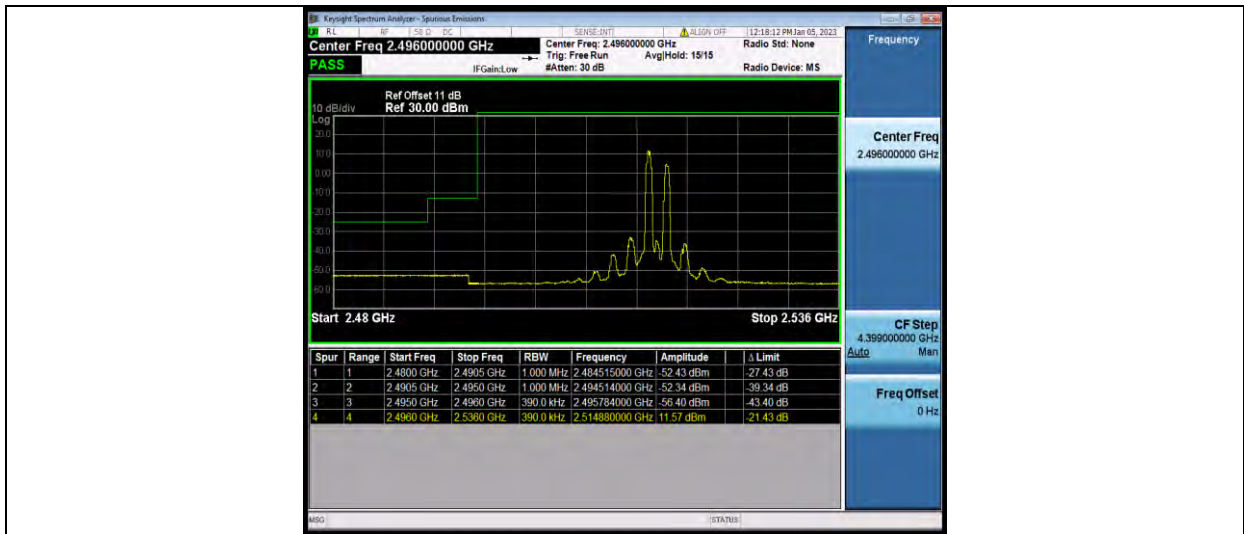 Keysight Spectrum Analyzer - Spurious Emissions
RL RF 50 Ω DC SENSE:INT ALIGN OFF 12:18:12 PM Jan 05, 2023
Center Freq 2.496000000 GHz Center Freq: 2.496000000 GHz Radio Std: None Frequency
Trig: Free Run Avg|Hold: 15/15
PASS IFGain:Low #Atten: 30 dB Radio Device: MS
Ref Offset 11 dB
10 dB/div Ref 30.00 dBm
Log
20.0
Center Freq
2.496000000 GHz
10.0
0.00
-10.0
-20.0
-30.0
-40.0
-50.0
-60.0
Start 2.48 GHz Stop 2.536 GHz
CF Step
4.399000000 GHz
Auto Man
Spur Range Start Freq Stop Freq RBW Frequency Amplitude Δ Limit
1 1 2.4800 GHz 2.4905 GHz 1.000 MHz 2.484515000 GHz -52.43 dBm -27.43 dB
2 2 2.4905 GHz 2.4950 GHz 1.000 MHz 2.494514000 GHz -52.34 dBm -39.34 dB
3 3 2.4950 GHz 2.4960 GHz 390.0 kHz 2.495784000 GHz -56.40 dBm -43.40 dB
4 4 2.4960 GHz 2.5360 GHz 390.0 kHz 2.514880000 GHz 11.57 dBm -21.43 dB
Freq Offset
0 Hz
MSG STATUS